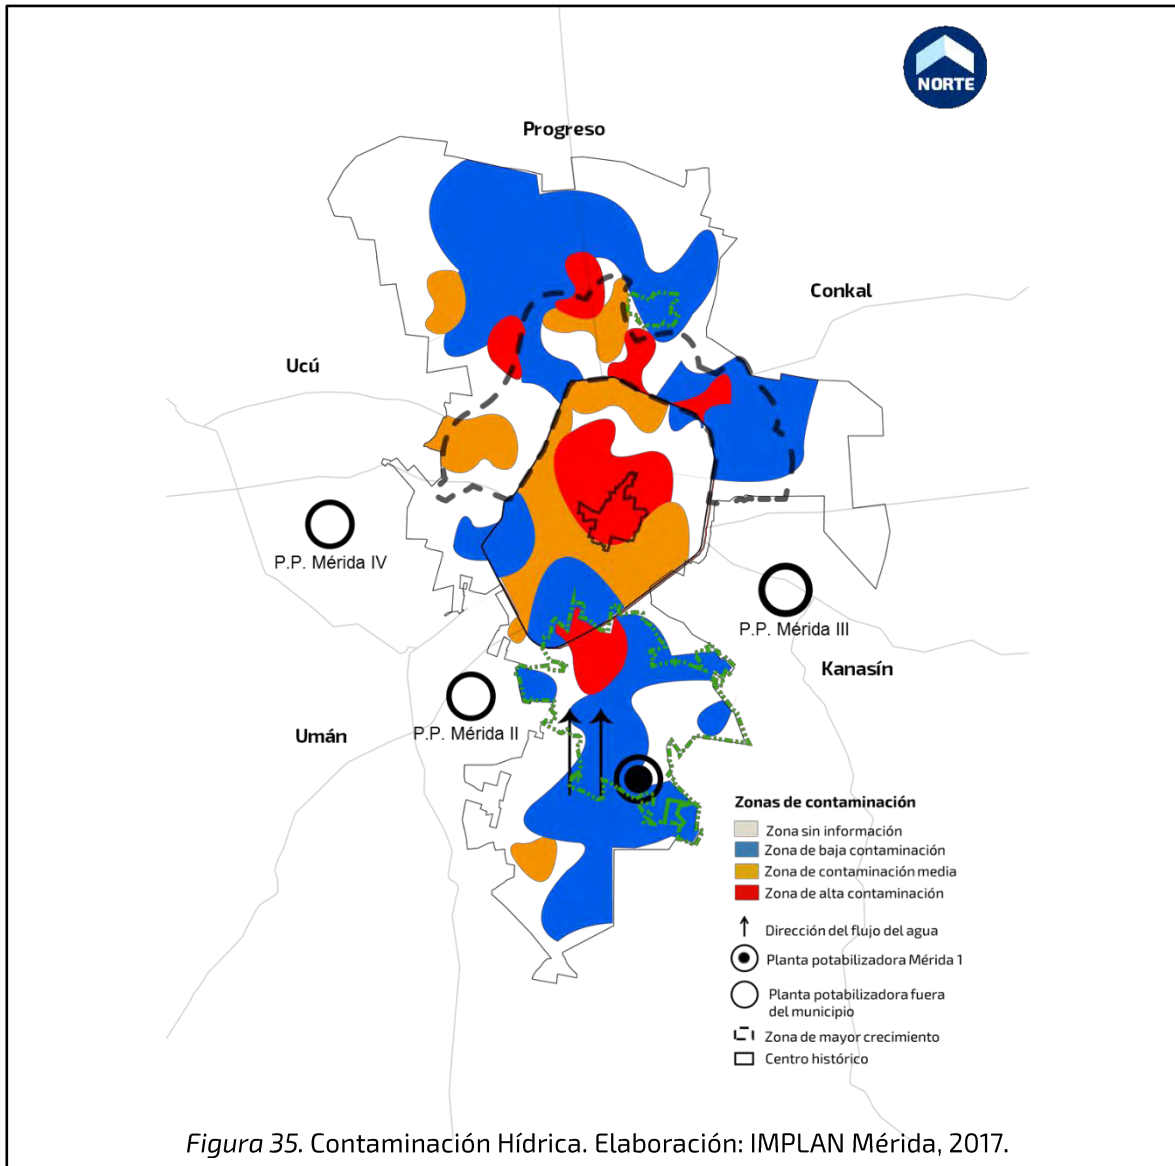 NORTE
Progreso
Conkal
Ucú
P.P. Mérida IV
P.P. Mérida III
Kanasín
P.P. Mérida II
Umán
Zonas de contaminación
Zona sin información
Zona de baja contaminación
Zona de contaminación media
Zona de alta contaminación
Dirección del flujo del agua
Planta potabilizadora Mérida 1
Planta potabilizadora fuera
del municipio
Zona de mayor crecimiento
Centro histórico
Figura 35. Contaminación Hídrica. Elaboración: IMPLAN Mérida, 2017.